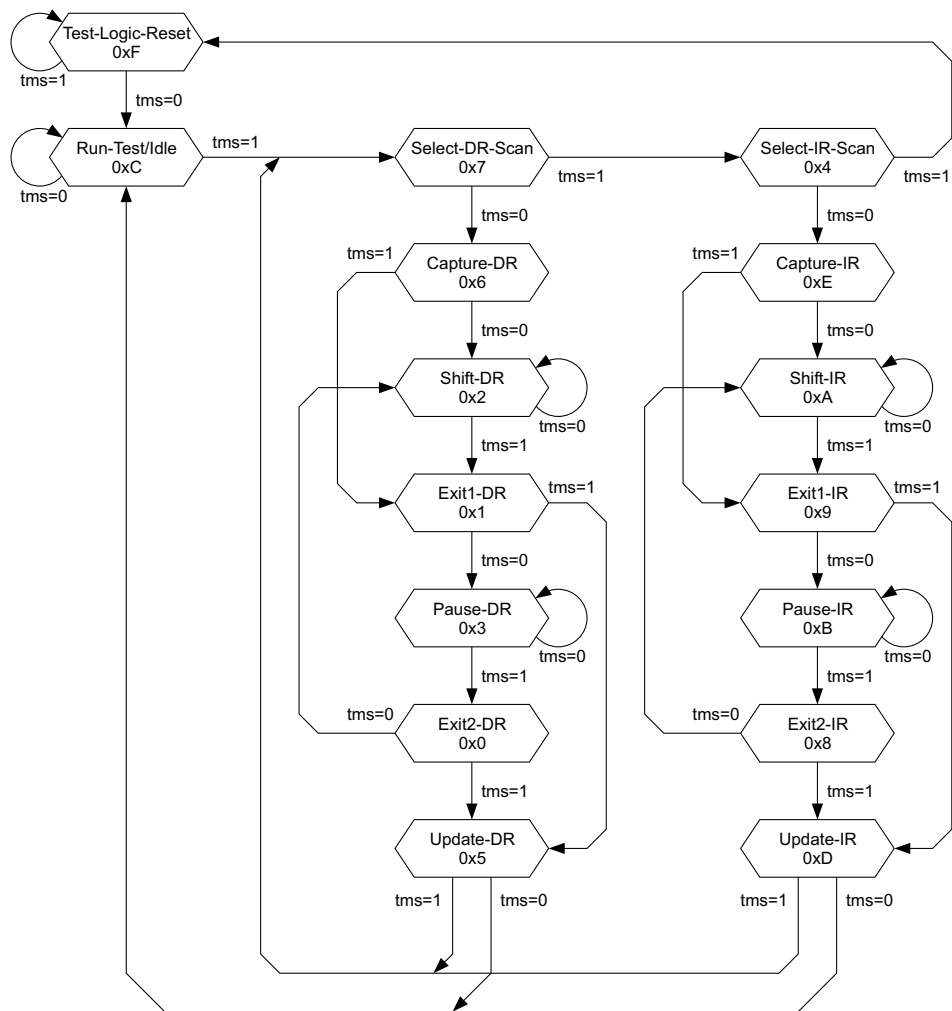 Test-Logic-Reset
0xF
tms=1
tms=0
Run-Test/Idle
0xC
tms=1
tms=0
Select-DR-Scan
0x7
tms=1
Select-IR-Scan
0x4
tms=1
tms=0
tms=0
tms=1
Capture-DR
0x6
tms=1
Capture-IR
0xE
tms=0
tms=0
Shift-DR
0x2
tms=0
Shift-IR
0xA
tms=0
tms=1
tms=1
Exit1-DR
0x1
tms=1
Exit1-IR
0x9
tms=1
tms=0
tms=0
Pause-DR
0x3
tms=0
Pause-IR
0xB
tms=0
tms=1
tms=1
tms=0
Exit2-DR
0x0
tms=0
Exit2-IR
0x8
tms=1
tms=1
Update-DR
0x5
Update-IR
0xD
tms=1
tms=0
tms=1
tms=0